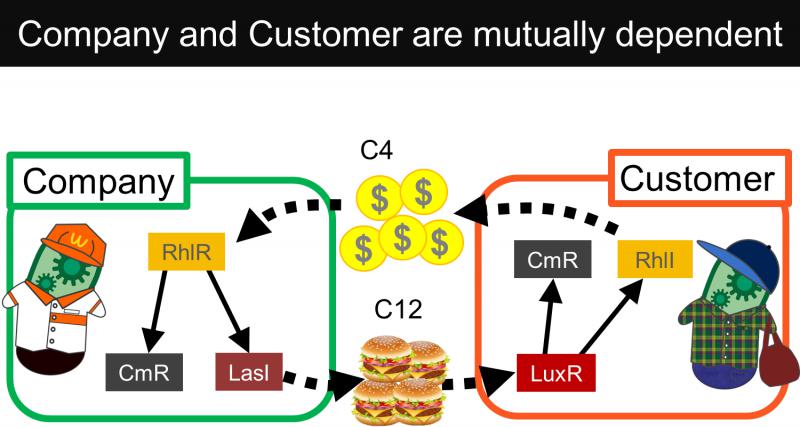 Company and Customer are mutually dependent
C4
Company
Customer
$ $
$ $ $
W
RhlR
CmR
RhlI
C12
CmR
LasI
LuxR